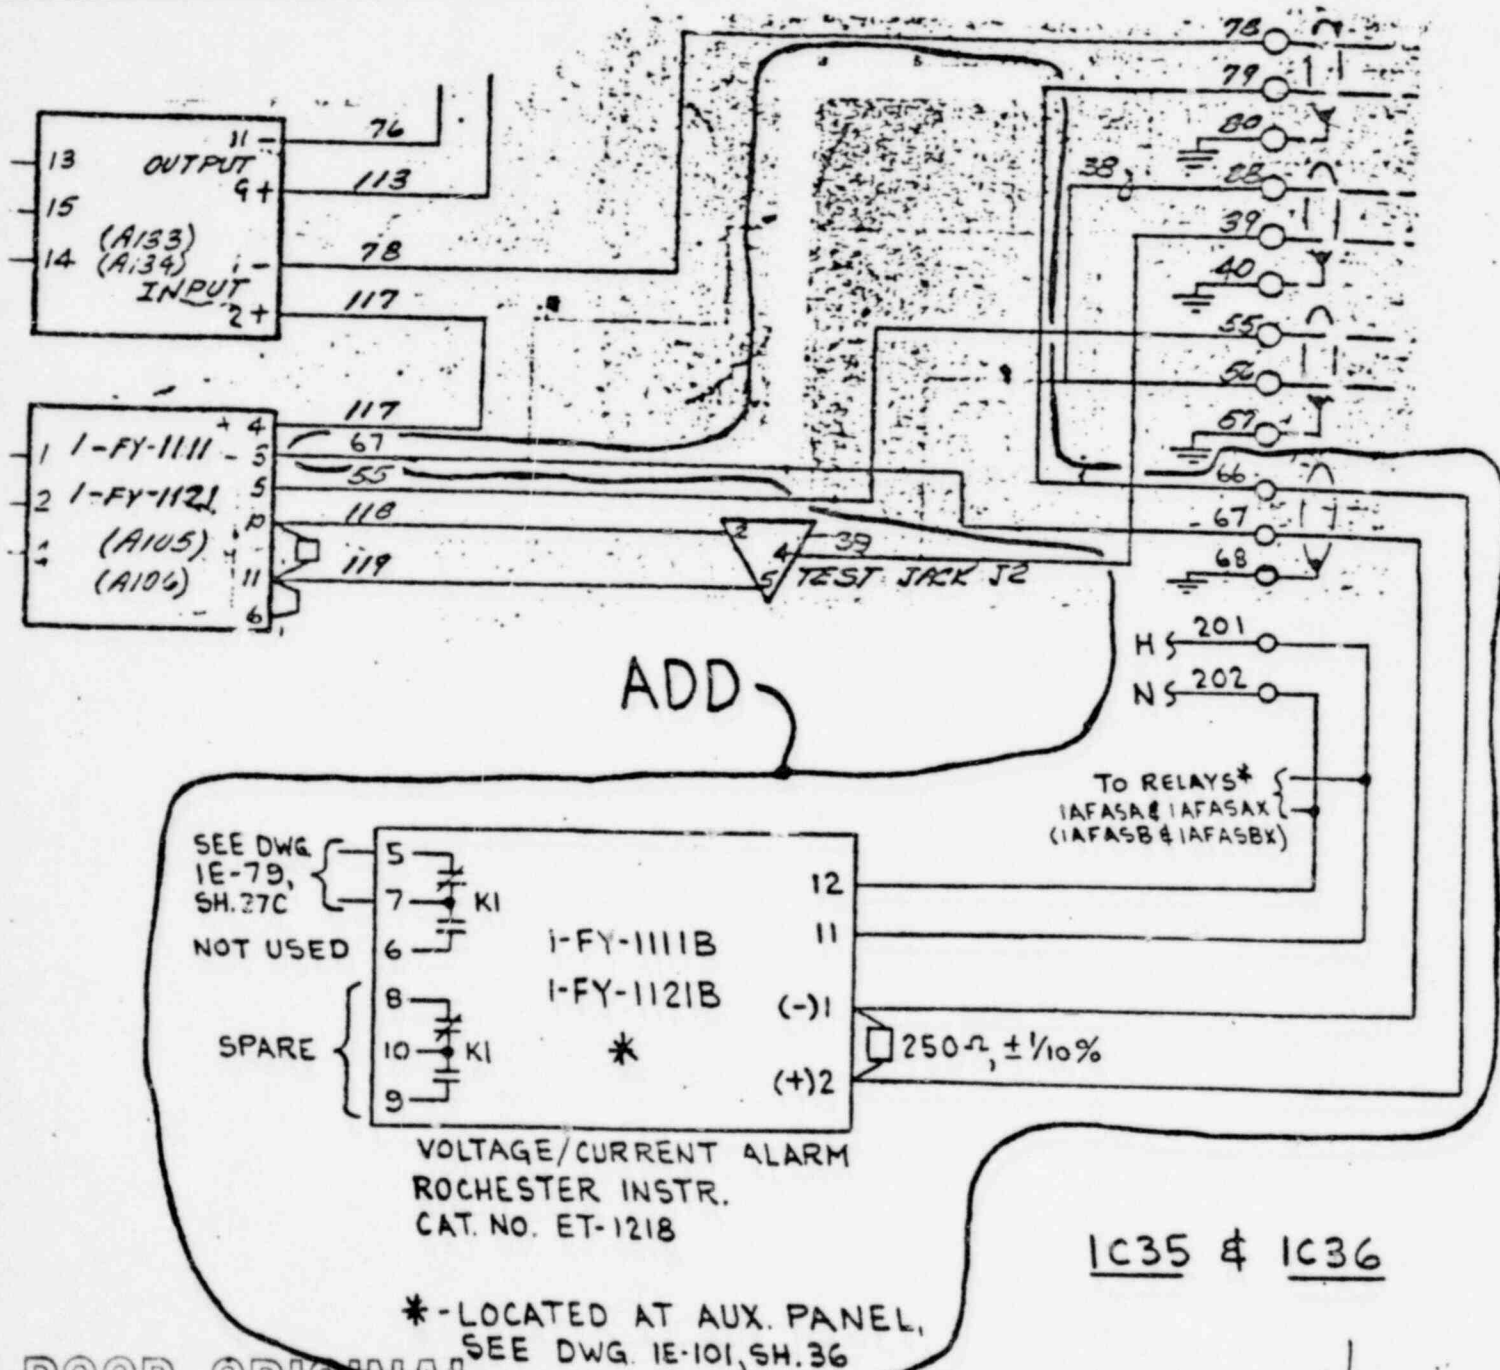 78
79
80
38
28
39
40
55
56
57
66
67
68
11 -
OUTPUT
9 +
13
15
14
(A133)
(A134)
1 -
INPUT
2 +
76
113
78
117
117
67
55
118
119
+ 4
1
1-FY-1111
-
2
1-FY-1121
5
(A105)
(A106)
11
6
2
4
5
39
TEST JACK J2
H
201
N
202
ADD
TO RELAYS*
1AFASA & 1AFASAX
(1AFASB & 1AFASBX)
SEE DWG
1E-79,
SH.27C
NOT USED
SPARE
5
7
6
8
10
9
K1
K1
1-FY-1111B
1-FY-1121B
*
12
11
(-)1
(+)2
250Ω, ±1/10%
VOLTAGE/CURRENT ALARM
ROCHESTER INSTR.
CAT. NO. ET-1218
1C35 & 1C36
*-LOCATED AT AUX. PANEL,
SEE DWG. 1E-101, SH.36
POOR ORIGINAL